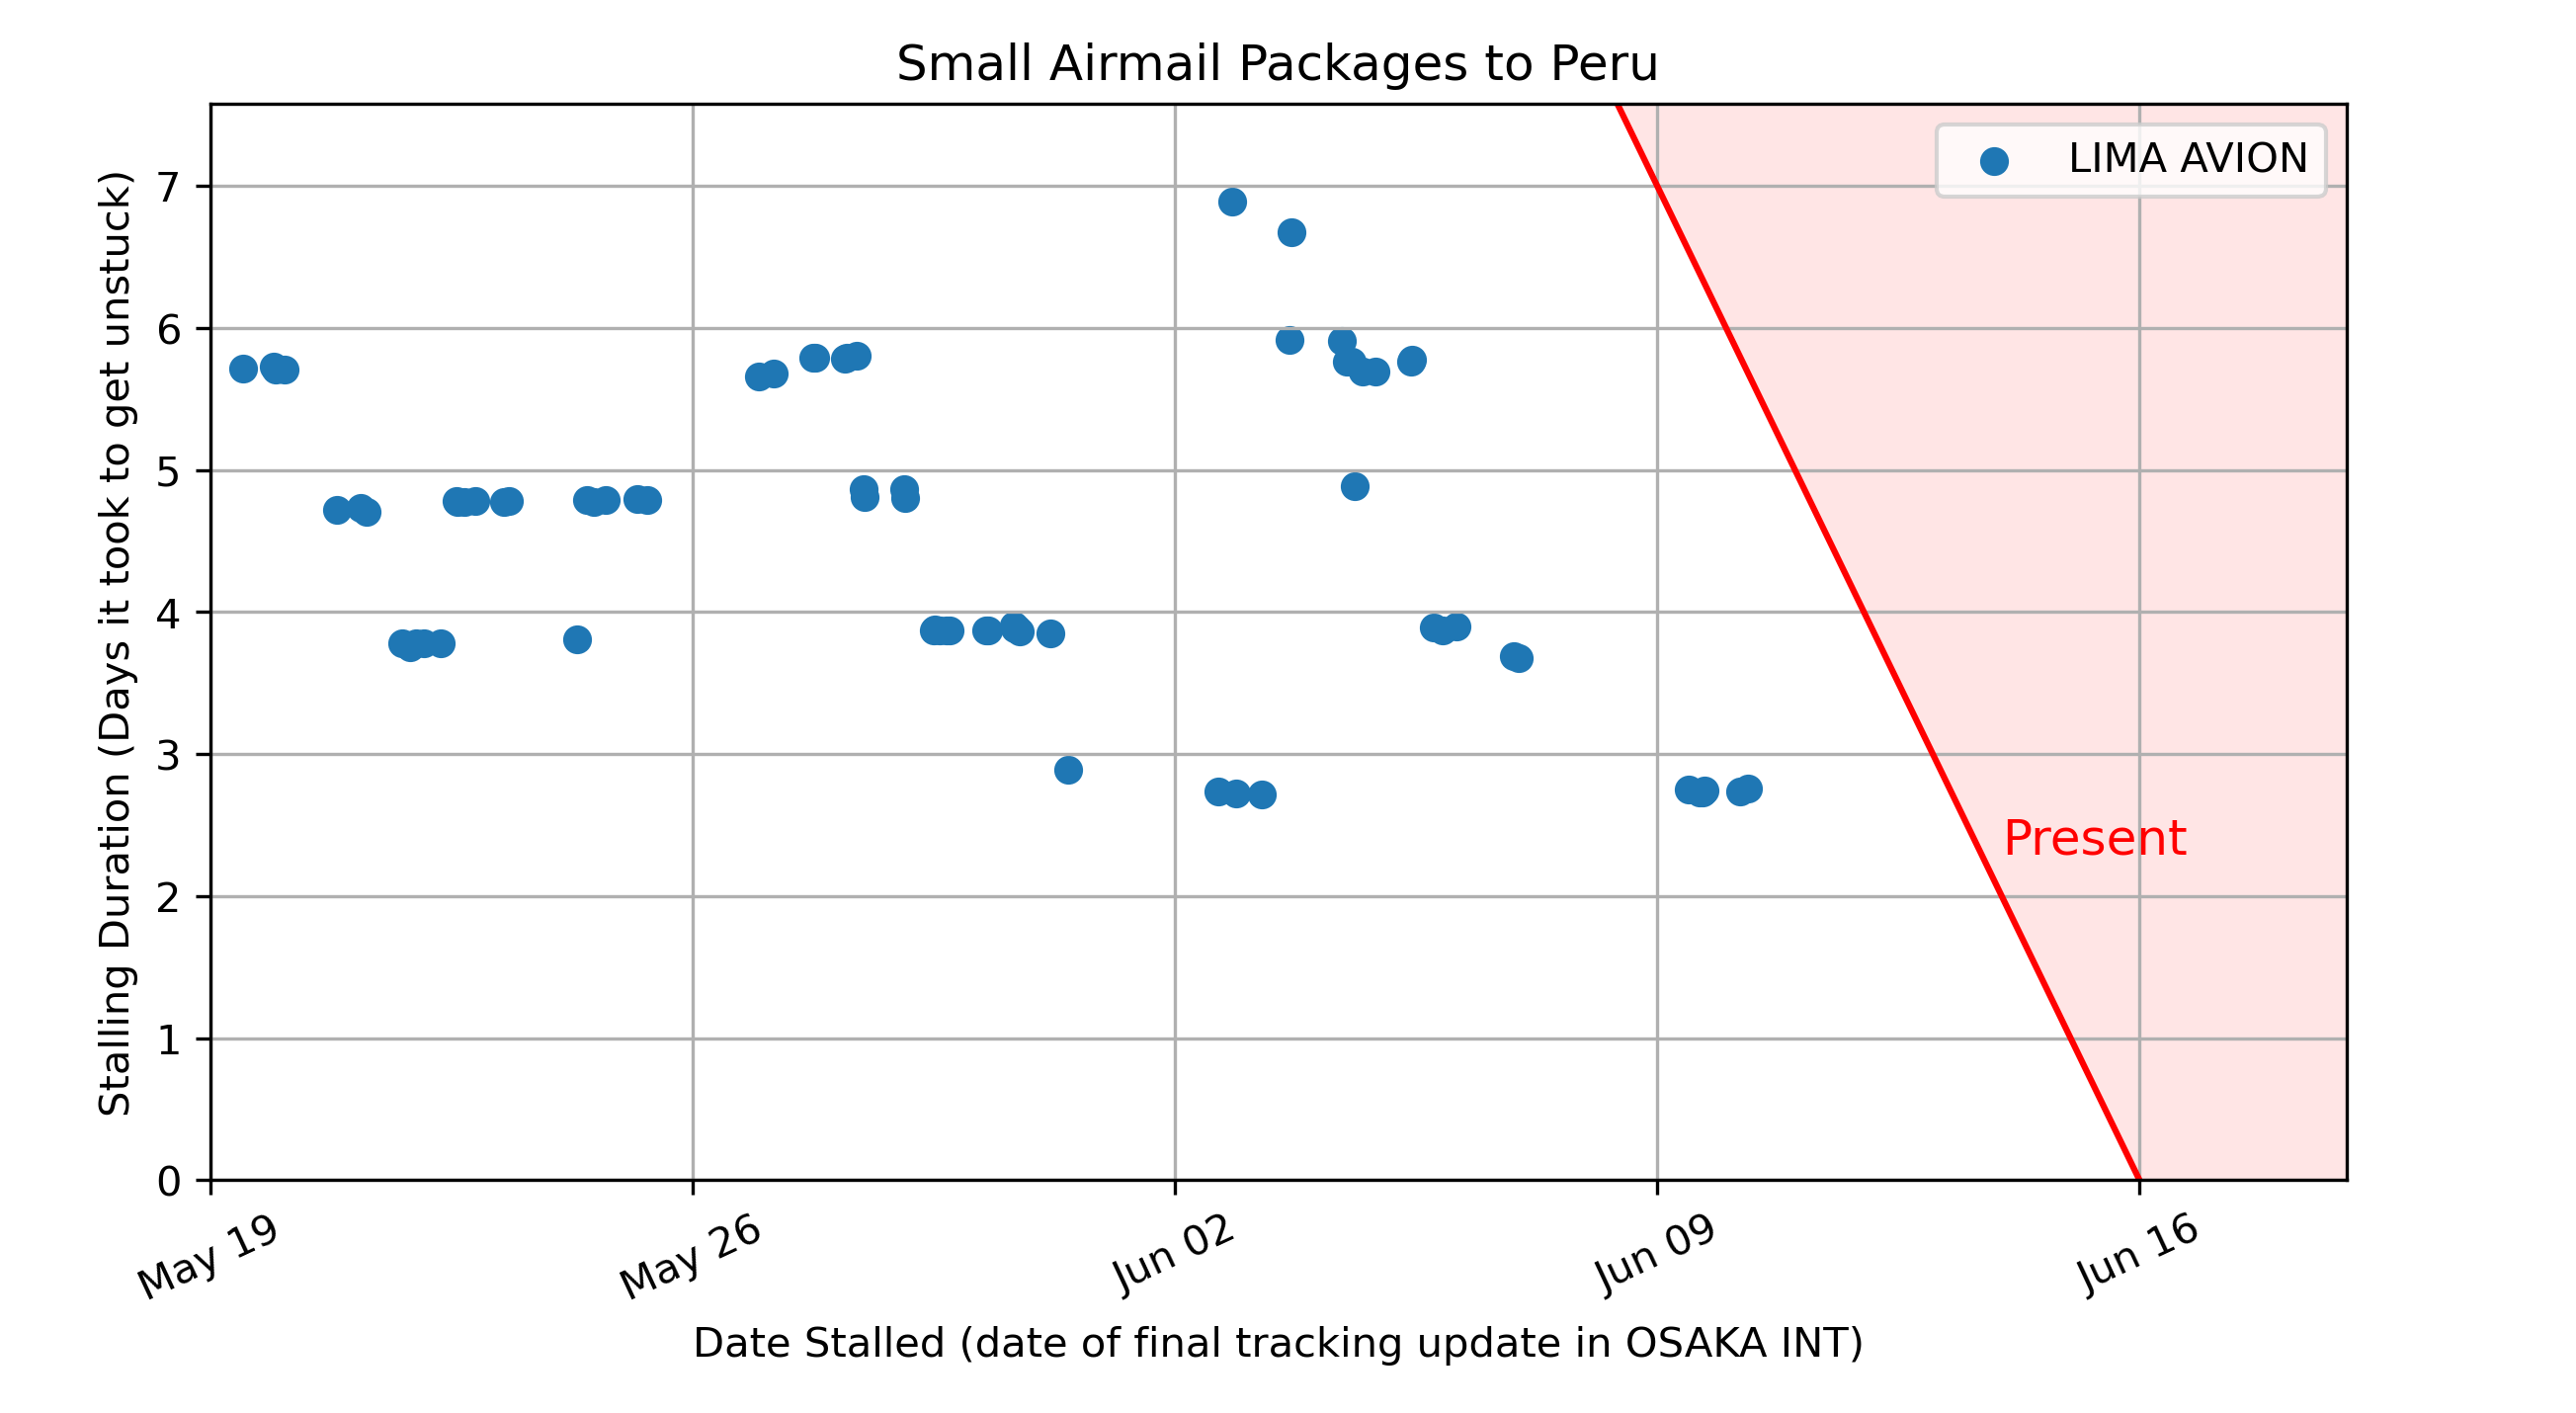 Small Airmail Packages to Peru
LIMA AVION
Stalling Duration (Days it took to get unstuck)
7
6
5
4
3
2
1
0
Present
May 19
May 26
Jun 02
Jun 09
Jun 16
Date Stalled (date of final tracking update in OSAKA INT)